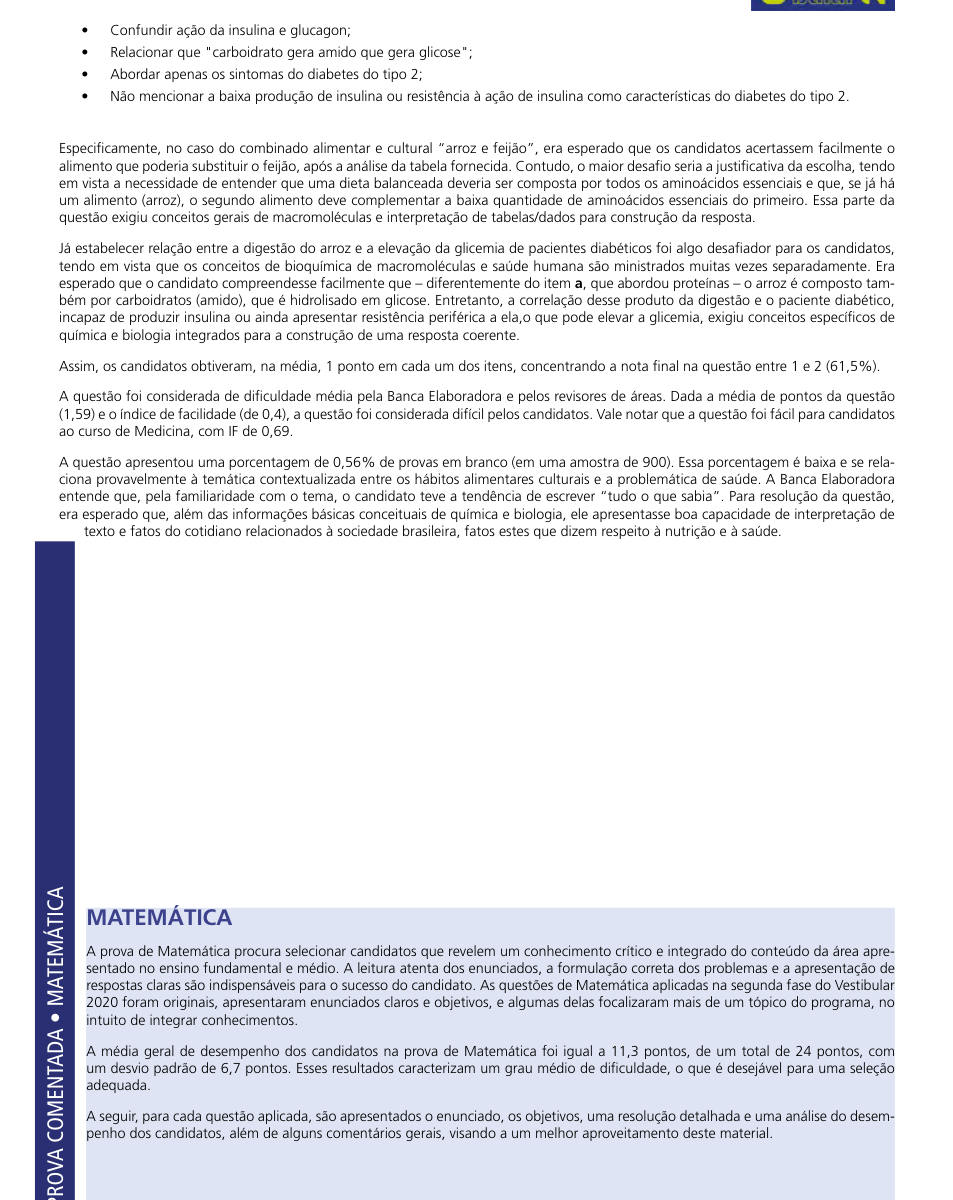 • Confundir ação da insulina e glucagon;
• Relacionar que "carboidrato gera amido que gera glicose";
• Abordar apenas os sintomas do diabetes do tipo 2;
• Não mencionar a baixa produção de insulina ou resistência à ação de insulina como características do diabetes do tipo 2.
Especificamente, no caso do combinado alimentar e cultural “arroz e feijão”, era esperado que os candidatos acertassem facilmente o
alimento que poderia substituir o feijão, após a análise da tabela fornecida. Contudo, o maior desafio seria a justificativa da escolha, tendo
em vista a necessidade de entender que uma dieta balanceada deveria ser composta por todos os aminoácidos essenciais e que, se já há
um alimento (arroz), o segundo alimento deve complementar a baixa quantidade de aminoácidos essenciais do primeiro. Essa parte da
questão exigiu conceitos gerais de macromoléculas e interpretação de tabelas/dados para construção da resposta.
Já estabelecer relação entre a digestão do arroz e a elevação da glicemia de pacientes diabéticos foi algo desafiador para os candidatos,
tendo em vista que os conceitos de bioquímica de macromoléculas e saúde humana são ministrados muitas vezes separadamente. Era
esperado que o candidato compreendesse facilmente que – diferentemente do item a, que abordou proteínas – o arroz é composto tam-
bém por carboidratos (amido), que é hidrolisado em glicose. Entretanto, a correlação desse produto da digestão e o paciente diabético,
incapaz de produzir insulina ou ainda apresentar resistência periférica a ela,o que pode elevar a glicemia, exigiu conceitos específicos de
química e biologia integrados para a construção de uma resposta coerente.
Assim, os candidatos obtiveram, na média, 1 ponto em cada um dos itens, concentrando a nota final na questão entre 1 e 2 (61,5%).
A questão foi considerada de dificuldade média pela Banca Elaboradora e pelos revisores de áreas. Dada a média de pontos da questão
(1,59) e o índice de facilidade (de 0,4), a questão foi considerada difícil pelos candidatos. Vale notar que a questão foi fácil para candidatos
ao curso de Medicina, com IF de 0,69.
A questão apresentou uma porcentagem de 0,56% de provas em branco (em uma amostra de 900). Essa porcentagem é baixa e se rela-
ciona provavelmente à temática contextualizada entre os hábitos alimentares culturais e a problemática de saúde. A Banca Elaboradora
entende que, pela familiaridade com o tema, o candidato teve a tendência de escrever “tudo o que sabia”. Para resolução da questão,
era esperado que, além das informações básicas conceituais de química e biologia, ele apresentasse boa capacidade de interpretação de
texto e fatos do cotidiano relacionados à sociedade brasileira, fatos estes que dizem respeito à nutrição e à saúde.
PROVA COMENTADA • MATEMÁTICA
MATEMÁTICA
A prova de Matemática procura selecionar candidatos que revelem um conhecimento crítico e integrado do conteúdo da área apre-
sentado no ensino fundamental e médio. A leitura atenta dos enunciados, a formulação correta dos problemas e a apresentação de
respostas claras são indispensáveis para o sucesso do candidato. As questões de Matemática aplicadas na segunda fase do Vestibular
2020 foram originais, apresentaram enunciados claros e objetivos, e algumas delas focalizaram mais de um tópico do programa, no
intuito de integrar conhecimentos.
A média geral de desempenho dos candidatos na prova de Matemática foi igual a 11,3 pontos, de um total de 24 pontos, com
um desvio padrão de 6,7 pontos. Esses resultados caracterizam um grau médio de dificuldade, o que é desejável para uma seleção
adequada.
A seguir, para cada questão aplicada, são apresentados o enunciado, os objetivos, uma resolução detalhada e uma análise do desem-
penho dos candidatos, além de alguns comentários gerais, visando a um melhor aproveitamento deste material.